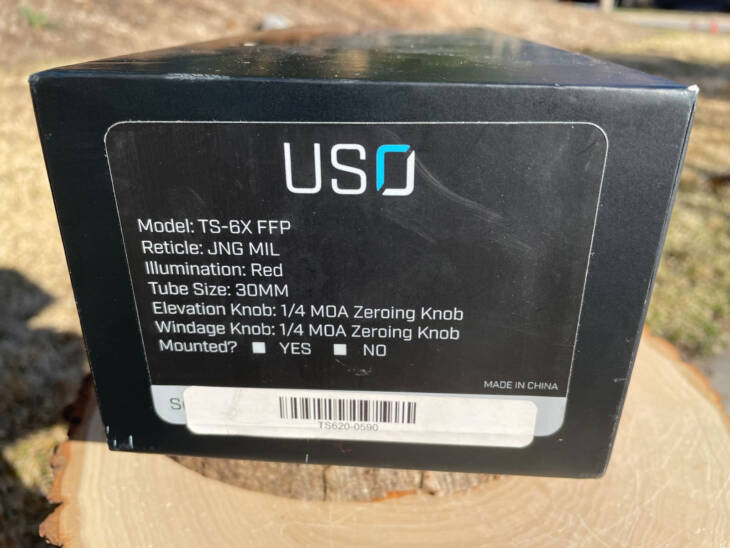 USO
Model: TS-6X FFP
Reticle: JNG MIL
Illumination: Red
Tube Size: 30MM
Elevation Knob: 1/4 MOA Zeroing Knob
Windage Knob: 1/4 MOA Zeroing Knob
Mounted? YES NO
MADE IN CHINA
TS620-0590